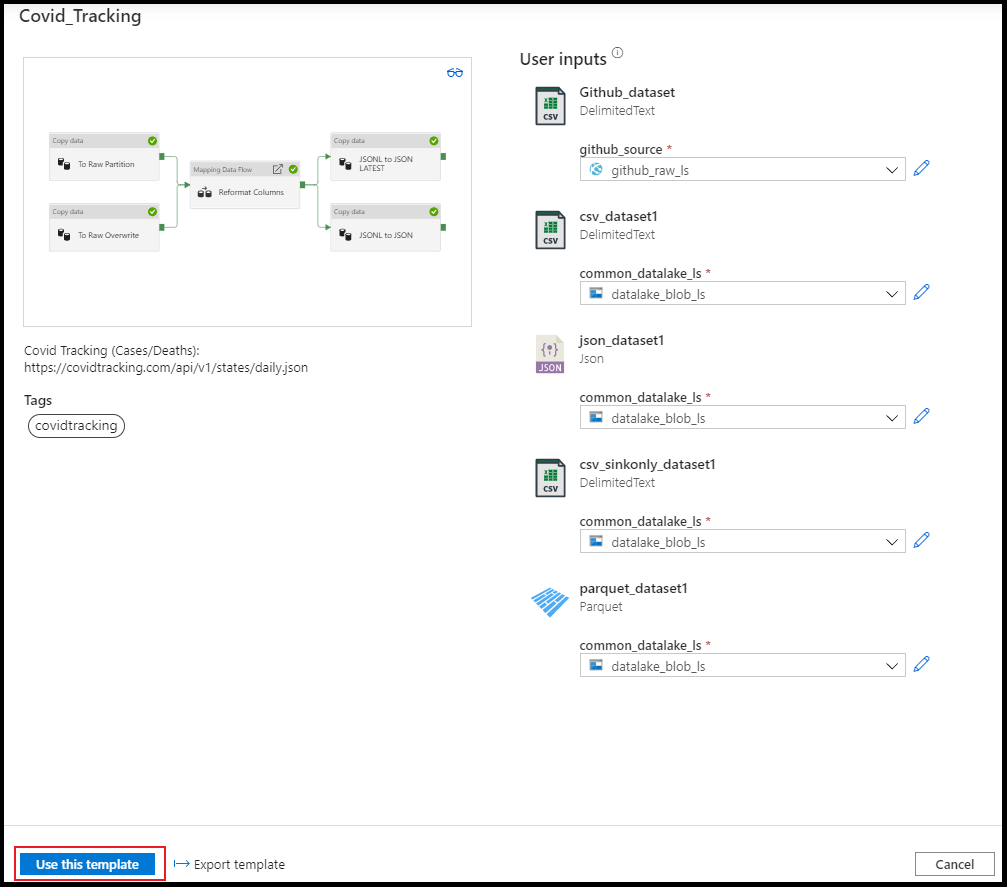 Covid_Tracking
Copy data
To Raw Partition
Copy data
To Raw Overwrite
Mapping Data Flow
Reformat Columns
Copy data
JSONL to JSON
LATEST
Copy data
JSONL to JSON
Covid Tracking (Cases/Deaths):
https://covidtracking.com/api/v1/states/daily.json
Tags
covidtracking
User inputs
CSV
Github_dataset
DelimitedText
github_source *
github_raw_ls
CSV
csv_dataset1
DelimitedText
common_datalake_ls *
datalake_blob_ls
JSON
json_dataset1
Json
common_datalake_ls *
datalake_blob_ls
CSV
csv_sinkonly_dataset1
DelimitedText
common_datalake_ls *
datalake_blob_ls
parquet_dataset1
Parquet
common_datalake_ls *
datalake_blob_ls
Use this template
Export template
Cancel